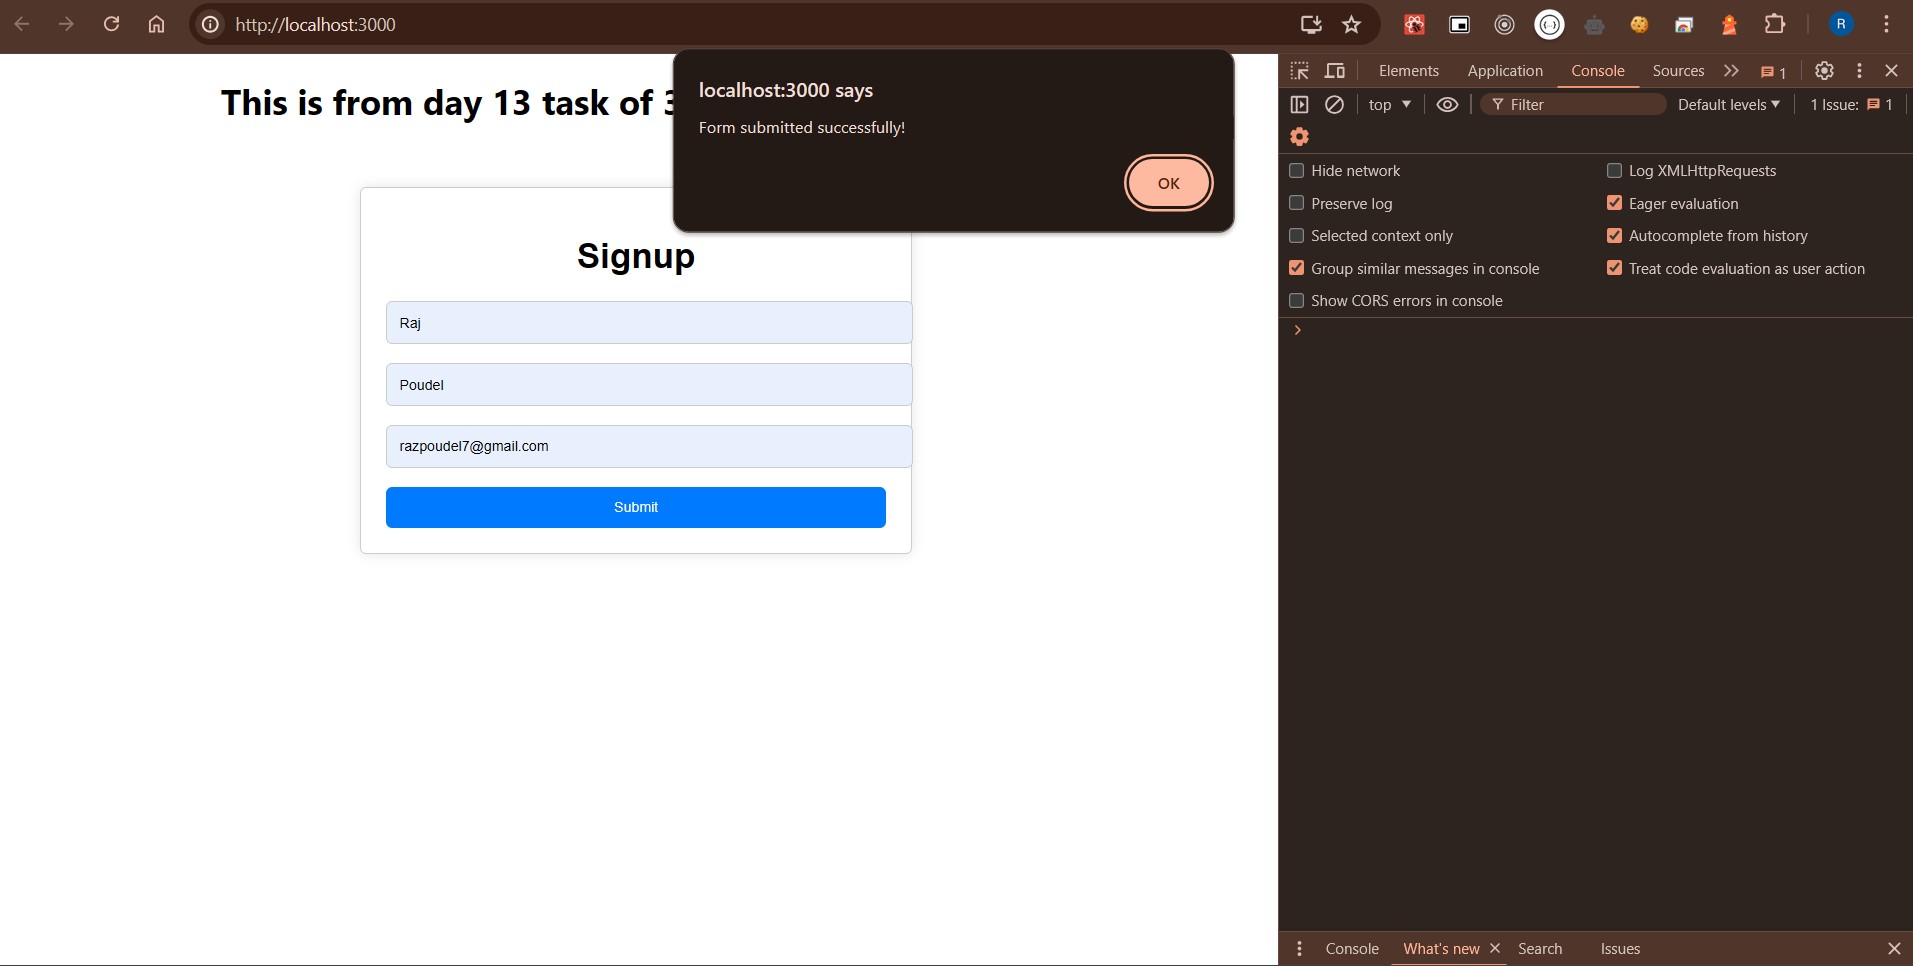 http://localhost:3000
R
This is from day 13 task of
localhost:3000 says
Form submitted successfully!
OK
Signup
Raj
Poudel
razpoudel7@gmail.com
Submit
Elements Application Console Sources 1
top Filter Default levels 1 Issue: 1
Hide network Log XMLHttpRequests
Preserve log Eager evaluation
Selected context only Autocomplete from history
Group similar messages in console Treat code evaluation as user action
Show CORS errors in console
Console What's new Search Issues